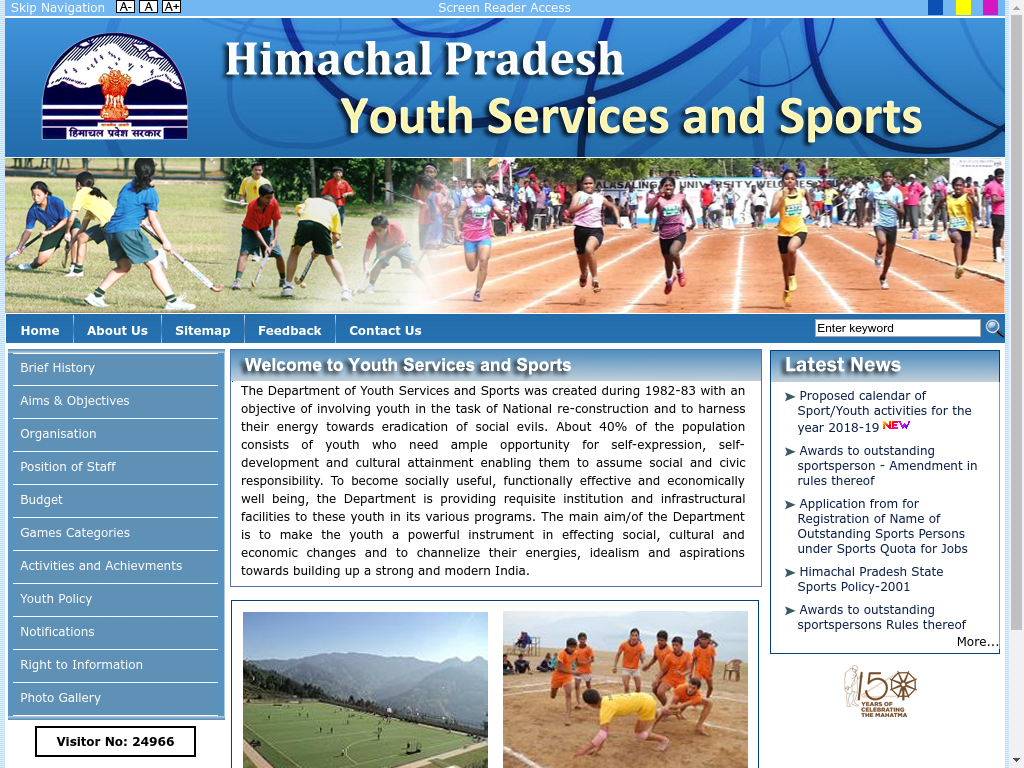 Skip Navigation A- A A+ Screen Reader Access
हिमाचल प्रदेश सरकार
Himachal Pradesh
Youth Services and Sports
KALASALINGAM UNIVERSITY WELCOMES YOU
Home About Us Sitemap Feedback Contact Us Enter keyword
Brief History
Aims & Objectives
Organisation
Position of Staff
Budget
Games Categories
Activities and Achievments
Youth Policy
Notifications
Right to Information
Photo Gallery
Visitor No: 24966
Welcome to Youth Services and Sports
The Department of Youth Services and Sports was created during 1982-83 with an
objective of involving youth in the task of National re-construction and to harness
their energy towards eradication of social evils. About 40% of the population
consists of youth who need ample opportunity for self-expression, self-
development and cultural attainment enabling them to assume social and civic
responsibility. To become socially useful, functionally effective and economically
well being, the Department is providing requisite institution and infrastructural
facilities to these youth in its various programs. The main aim/of the Department
is to make the youth a powerful instrument in effecting social, cultural and
economic changes and to channelize their energies, idealism and aspirations
towards building up a strong and modern India.
Latest News
Proposed calendar of
Sport/Youth activities for the
year 2018-19 NEW
Awards to outstanding
sportsperson - Amendment in
rules thereof
Application from for
Registration of Name of
Outstanding Sports Persons
under Sports Quota for Jobs
Himachal Pradesh State
Sports Policy-2001
Awards to outstanding
sportspersons Rules thereof
More...
150
YEARS OF
CELEBRATING
THE MAHATMA